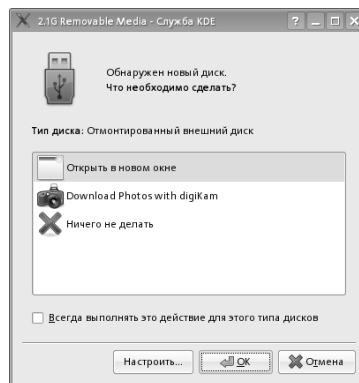 2.1G Removable Media - Служба KDE
Обнаружен новый диск.
Что необходимо сделать?
Тип диска: Отмонтированный внешний диск
Открыть в новом окне
Download Photos with digiKam
Ничего не делать
Всегда выполнять это действие для этого типа дисков
Настроить... OK Отмена